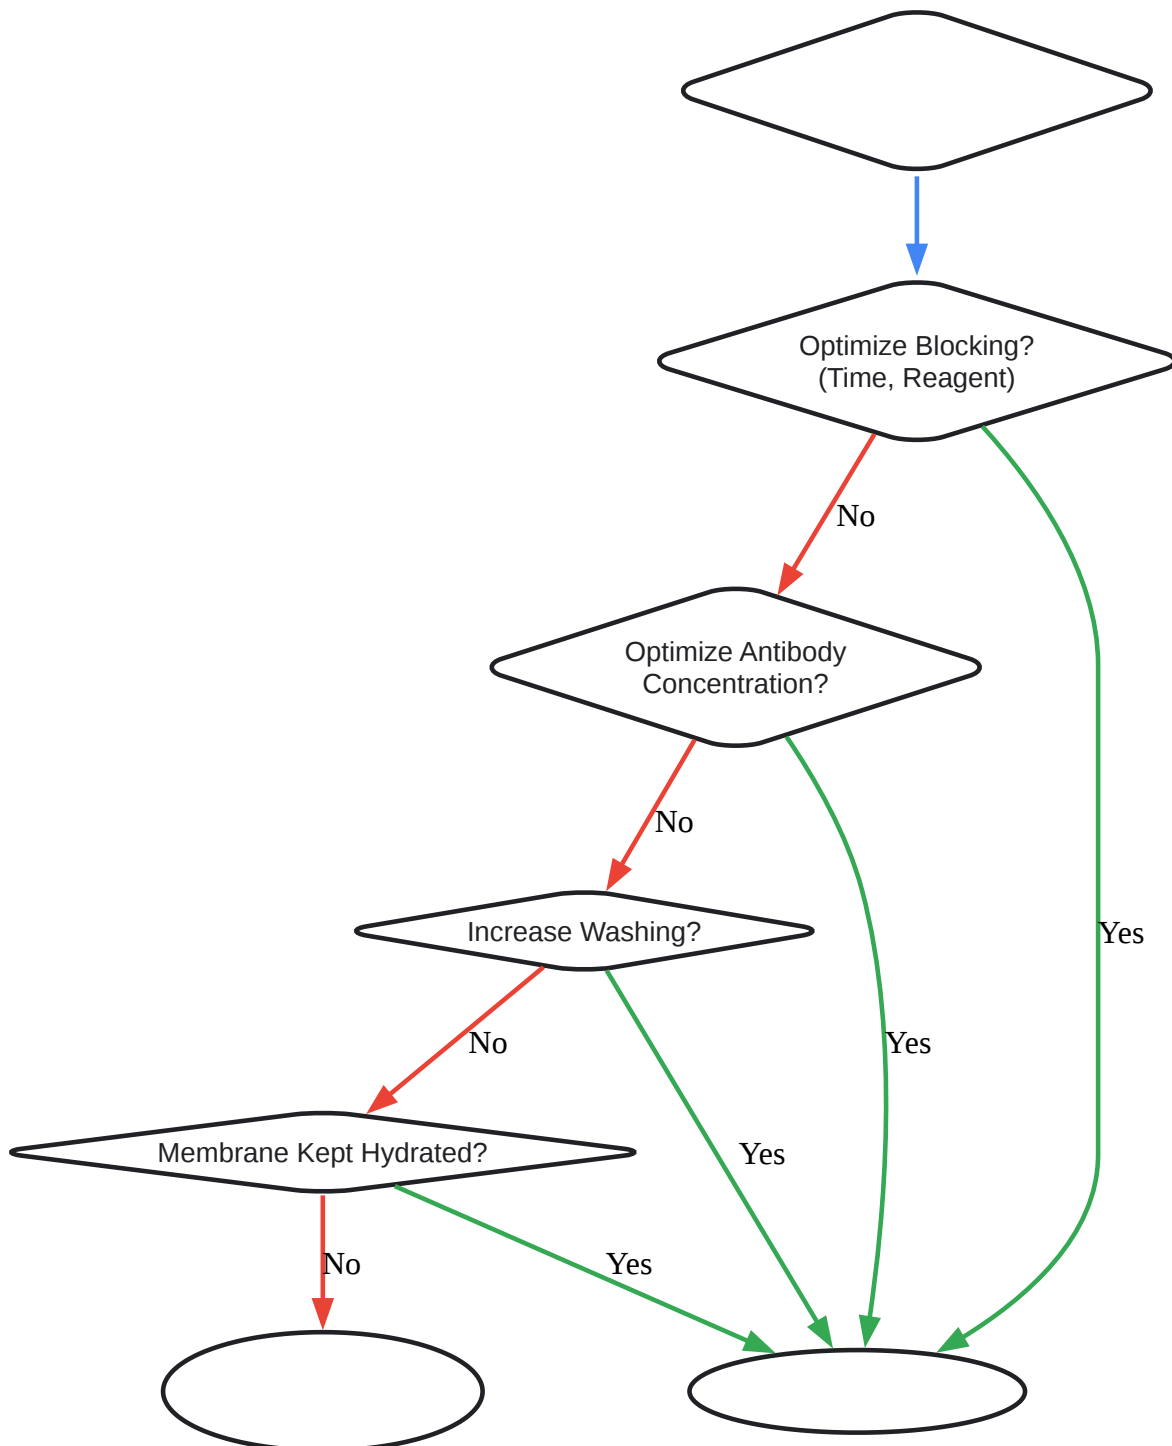 Optimize Blocking?
(Time, Reagent)
No
Optimize Antibody
Concentration?
No
Increase Washing?
Yes
No
Yes
Membrane Kept Hydrated?
Yes
No
Yes